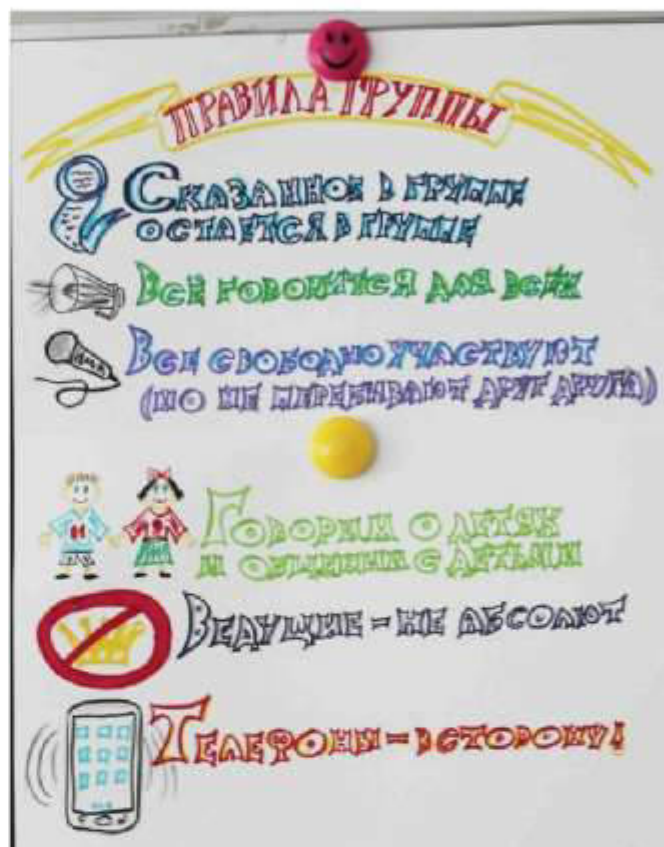 ПРАВИЛА ГРУППЫ
СКАЗАННОЕ В ГРУППЕ
ОСТАЕТСЯ В ГРУППЕ
ВСЁ ГОВОРИТСЯ ДЛЯ ВСЕХ
ВСЕ СВОБОДНО УЧАСТВУЮТ
(НО НЕ ПЕРЕБИВАЮТ ДРУГ ДРУГА)
ГОВОРИМ О ДЕТЯХ
И ОБЩЕНИИ С ДЕТЬМИ
ВЕДУЩИЕ - НЕ АБСОЛЮТ
ТЕЛЕФОНЫ - В СТОРОНУ!